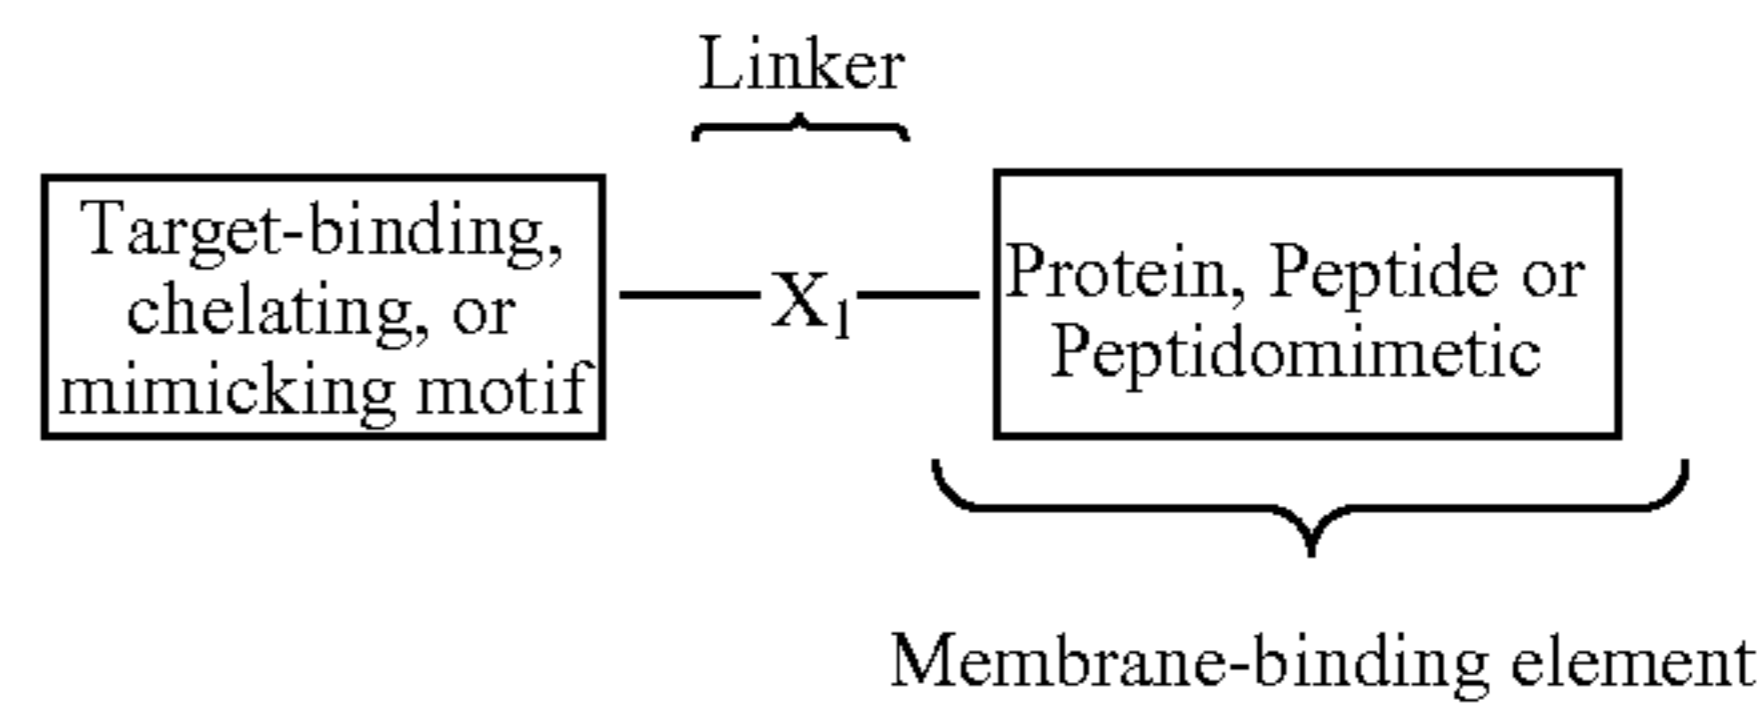 Linker
Target-binding,
chelating, or
mimicking motif
X₁
Protein, Peptide or
Peptidomimetic
Membrane-binding element